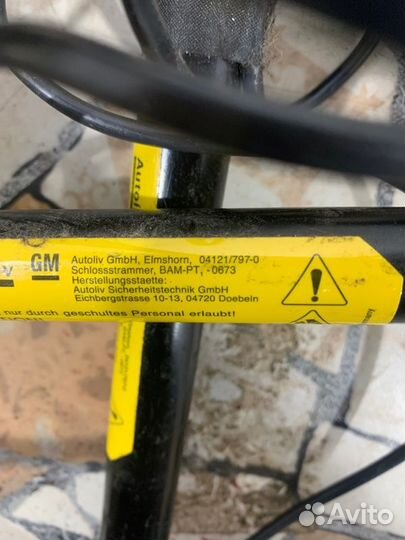 Autoliv
GM
Autoliv GmbH, Elmshorn, 04121/797-0
Schlossstrammer, BAM-PT, -0673
Herstellungsstaette:
Autoliv Sicherheitstechnik GmbH
Eichbergstrasse 10-13, 04720 Doebeln
nur durch geschultes Personal erlaubt!
Avito